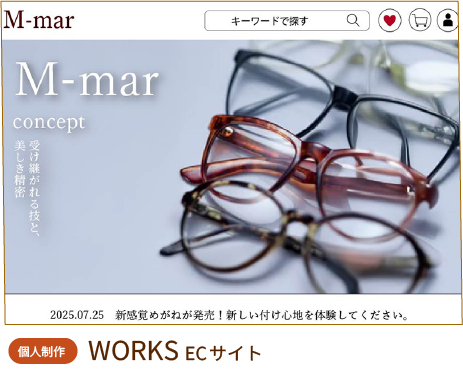 M-mar
キーワードで探す
M-mar
concept
受け継がれる技と、
美しき精密
2025.07.25　新感覚めがねが発売！新しい付け心地を体験してください。
個人制作
WORKS ECサイト